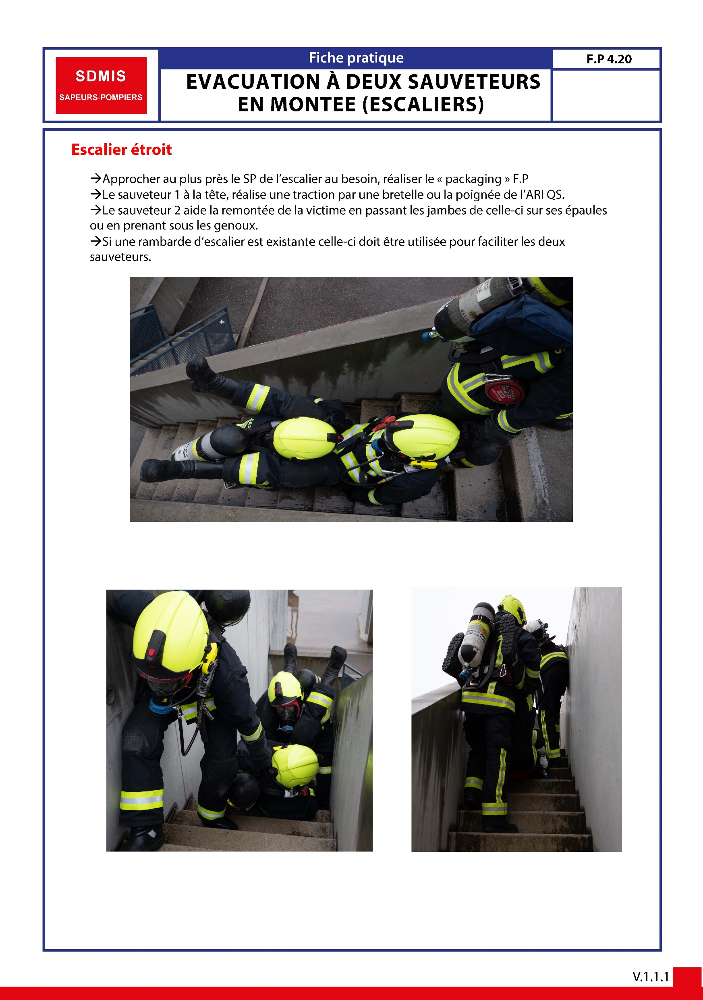 Fiche pratique
F.P 4.20
SDMIS
SAPEURS-POMPIERS
EVACUATION À DEUX SAUVETEURS
EN MONTEE (ESCALIERS)
Escalier étroit
→Approcher au plus près le SP de l’escalier au besoin, réaliser le « packaging » F.P
→Le sauveteur 1 à la tête, réalise une traction par une bretelle ou la poignée de l’ARI QS.
→Le sauveteur 2 aide la remontée de la victime en passant les jambes de celle-ci sur ses épaules
ou en prenant sous les genoux.
→Si une rambarde d’escalier est existante celle-ci doit être utilisée pour faciliter les deux
sauveteurs.
RHÔNE
V.1.1.1